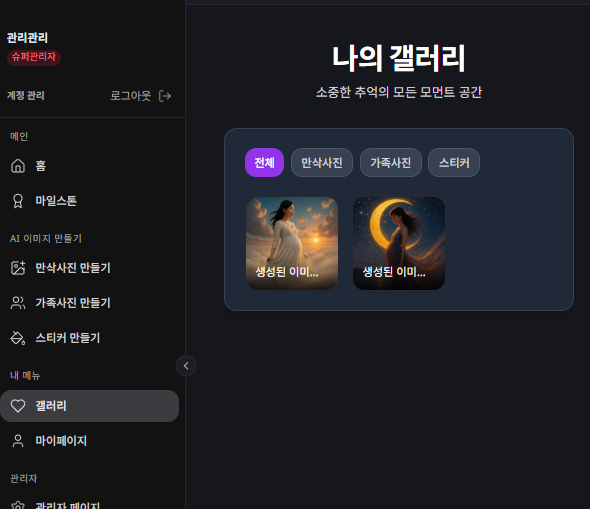 관리관리
슈퍼관리자
계정 관리
로그아웃
메인
홈
마일스톤
AI 이미지 만들기
만삭사진 만들기
가족사진 만들기
스티커 만들기
내 메뉴
갤러리
마이페이지
관리자
관리자 페이지
나의 갤러리
소중한 추억의 모든 모먼트 공간
전체 만삭사진 가족사진 스티커
생성된 이미... 생성된 이미...